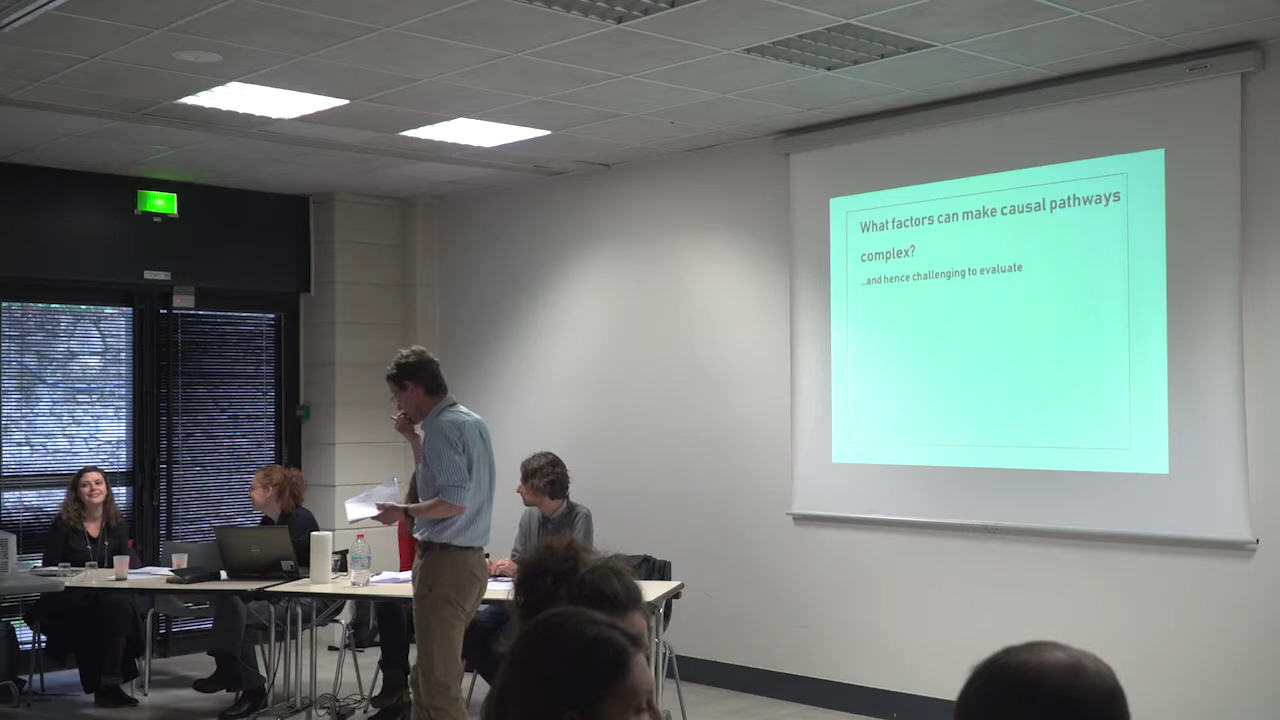 What factors can make causal pathways
complex?
...and hence challenging to evaluate